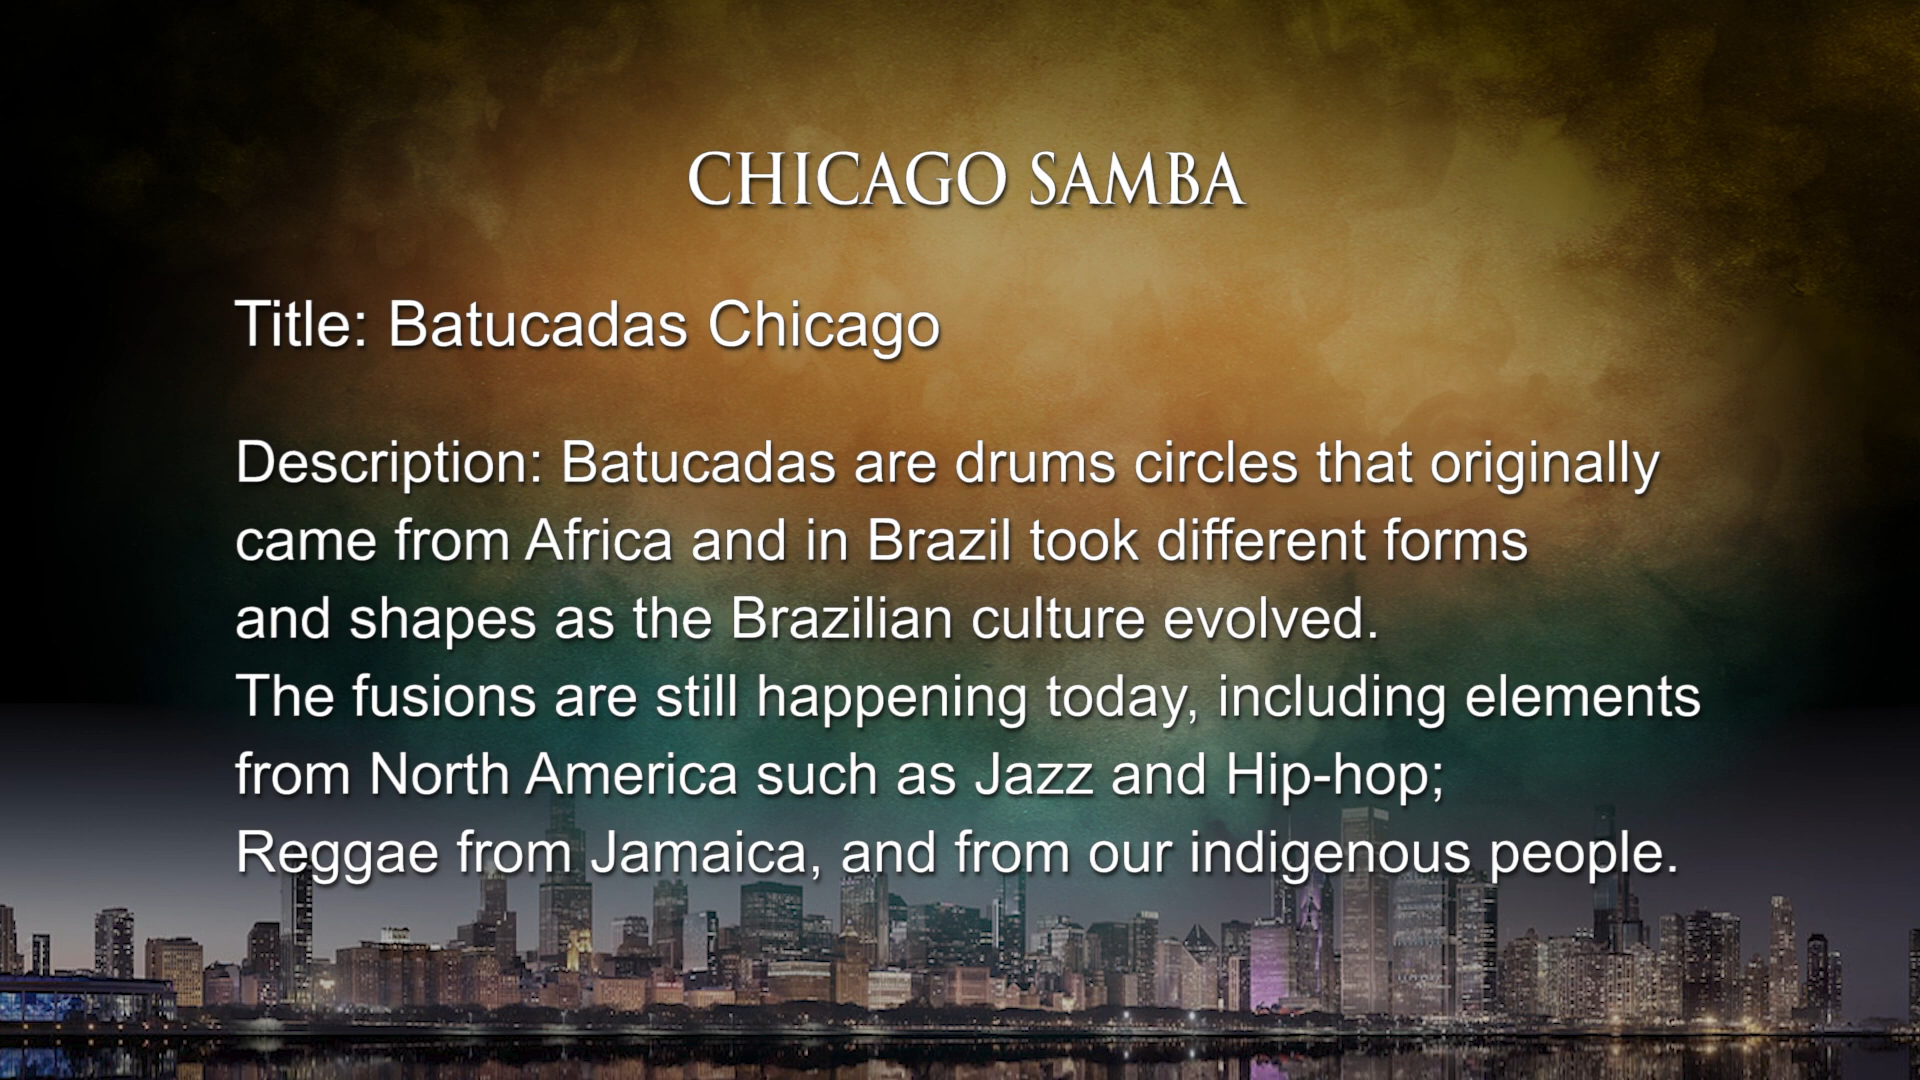 CHICAGO SAMBA
Title: Batucadas Chicago
Description: Batucadas are drums circles that originally
came from Africa and in Brazil took different forms
and shapes as the Brazilian culture evolved.
The fusions are still happening today, including elements
from North America such as Jazz and Hip-hop;
Reggae from Jamaica, and from our indigenous people.